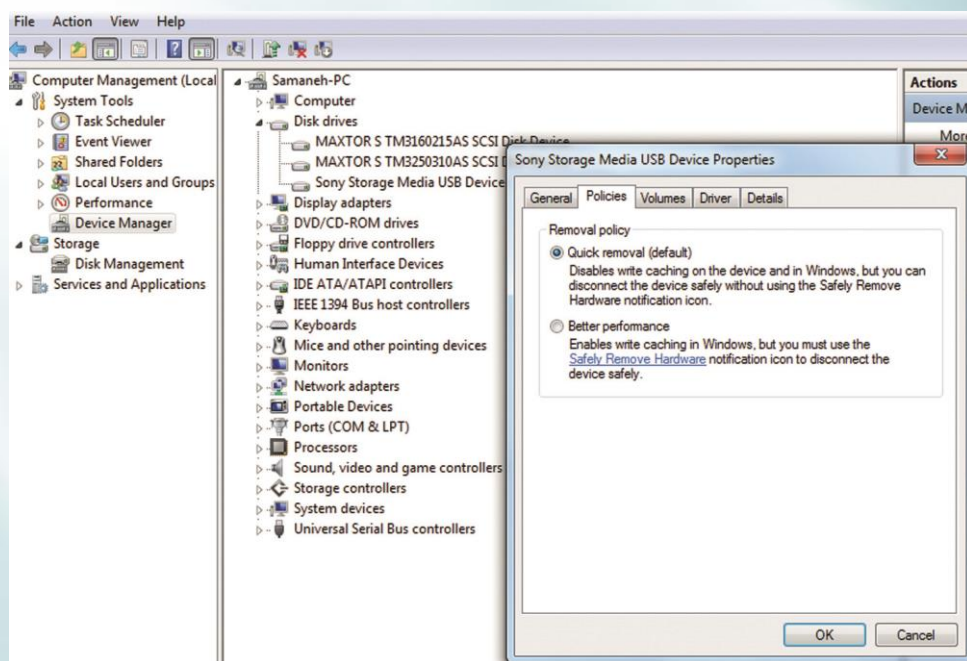 File Action View Help
Computer Management (Local
System Tools
Task Scheduler
Event Viewer
Shared Folders
Local Users and Groups
Performance
Device Manager
Storage
Disk Management
Services and Applications
Samaneh-PC
Computer
Disk drives
MAXTOR S TM3160215AS SCSI Disk Device
MAXTOR S TM3250310AS SCSI
Sony Storage Media USB Device
Display adapters
DVD/CD-ROM drives
Floppy drive controllers
Human Interface Devices
IDE ATA/ATAPI controllers
IEEE 1394 Bus host controllers
Keyboards
Mice and other pointing devices
Monitors
Network adapters
Portable Devices
Ports (COM & LPT)
Processors
Sound, video and game controllers
Storage controllers
System devices
Universal Serial Bus controllers
Actions
Device M
More
Sony Storage Media USB Device Properties
General Policies Volumes Driver Details
Removal policy
Quick removal (default)
Disables write caching on the device and in Windows, but you can
disconnect the device safely without using the Safely Remove
Hardware notification icon.
Better performance
Enables write caching in Windows, but you must use the
Safely Remove Hardware notification icon to disconnect the
device safely.
OK Cancel